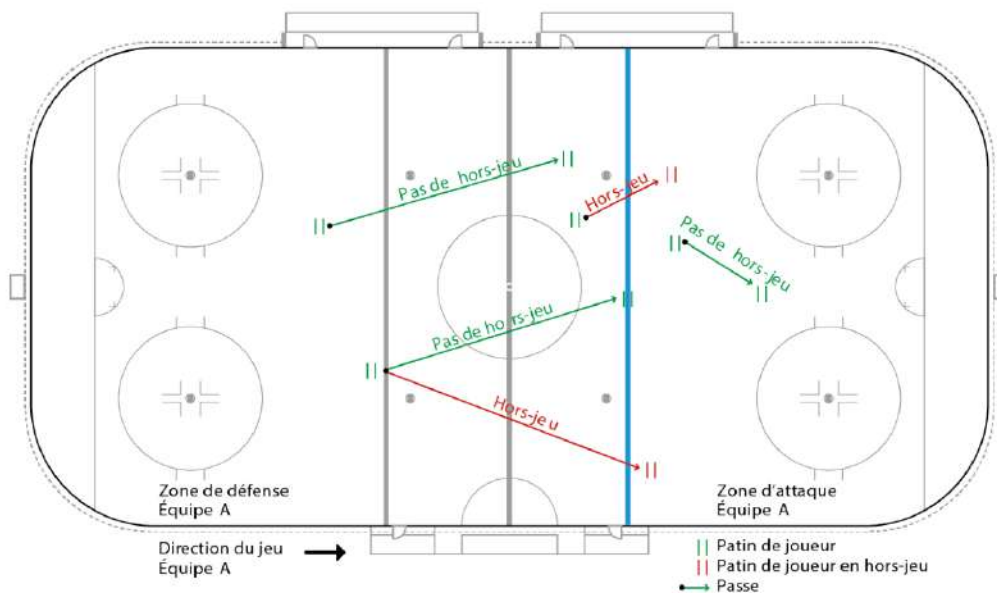 Pas de hors-jeu
Hors-jeu
Pas de hors-jeu
Pas de hors-jeu
Hors-jeu
Zone de défense
Équipe A
Zone d'attaque
Équipe A
Direction du jeu
Équipe A
Patin de joueur
Patin de joueur en hors-jeu
Passe